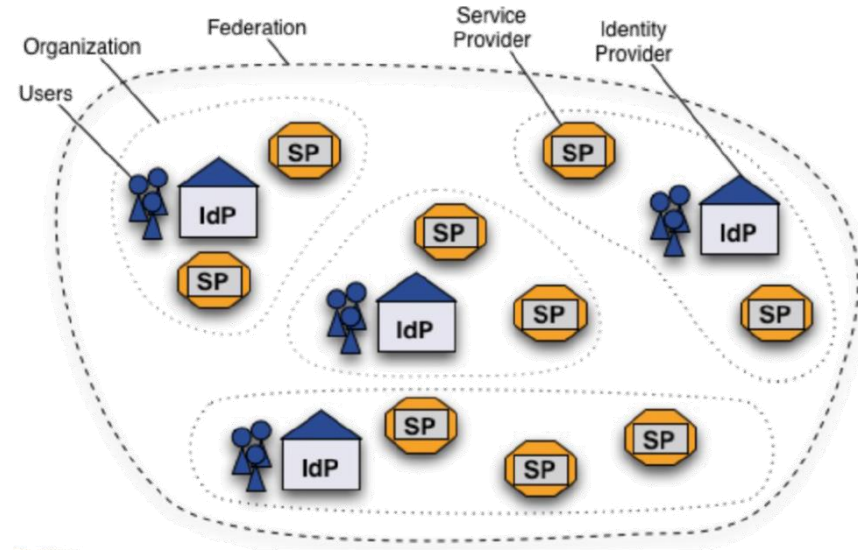 Federation
Service
Provider
Identity
Provider
Organization
Users
SP
SP
IdP
IdP
SP
SP
SP
SP
IdP
SP
SP
SP
IdP
SP